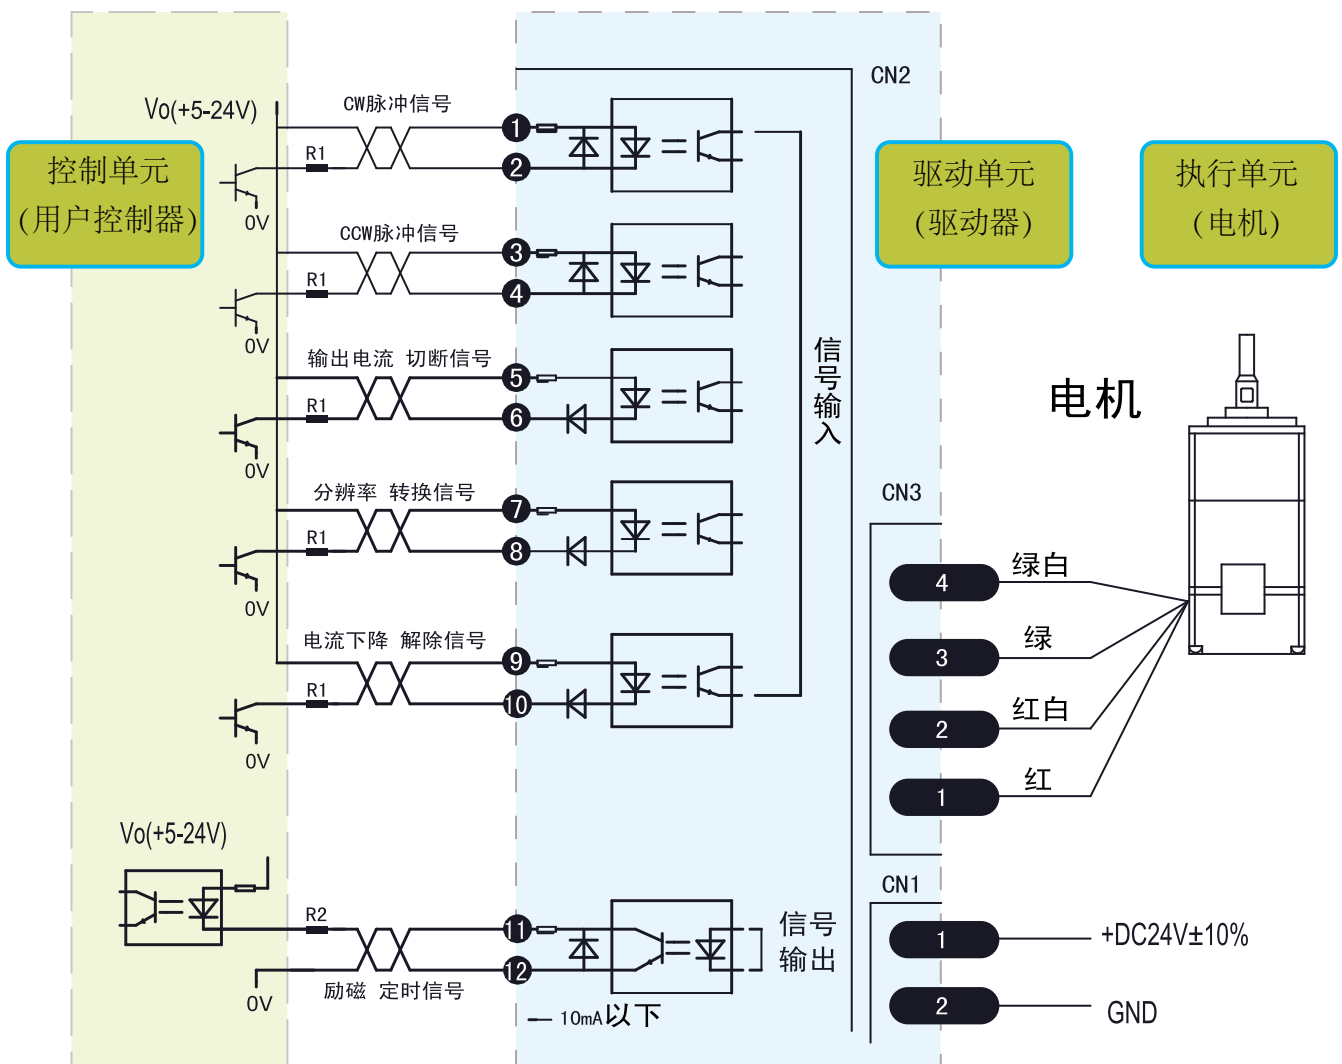 CN2
Vo(+5-24V)
CW脉冲信号
1
R1
2
0V
控制单元
(用户控制器)
驱动单元
(驱动器)
执行单元
(电机)
CCW脉冲信号
3
R1
4
0V
输出电流 切断信号
5
R1
6
0V
信号输入
电机
分辨率 转换信号
7
R1
8
0V
CN3
4
绿白
3
绿
2
红白
1
红
电流下降 解除信号
9
R1
10
0V
Vo(+5-24V)
R2
11
12
0V
励磁 定时信号
信号
输出
10mA以下
CN1
1
+DC24V±10%
2
GND